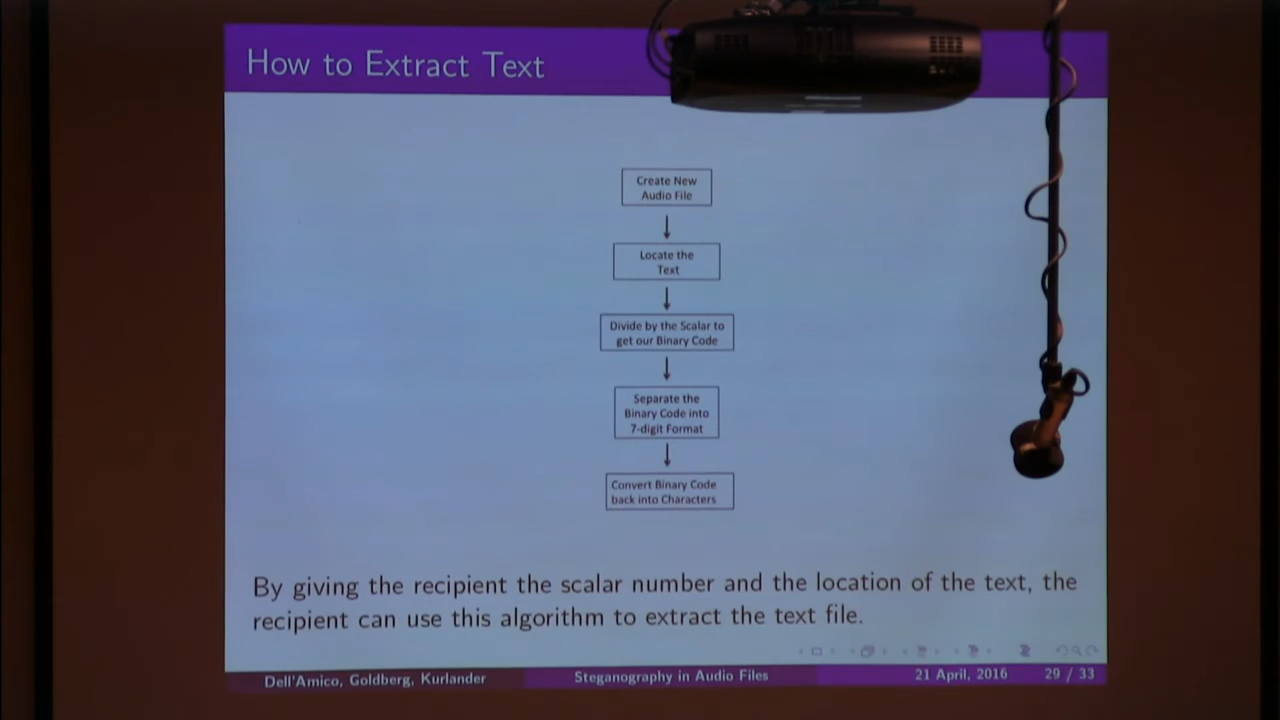 How to Extract Text
Create New
Audio File
Locate the
Text
Divide by the Scalar to
get our Binary Code
Separate the
Binary Code into
7-digit Format
Convert Binary Code
back into Characters
By giving the recipient the scalar number and the location of the text, the
recipient can use this algorithm to extract the text file.
Dell'Amico, Goldberg, Kurlander
Steganography in Audio Files
21 April, 2016
29 / 33